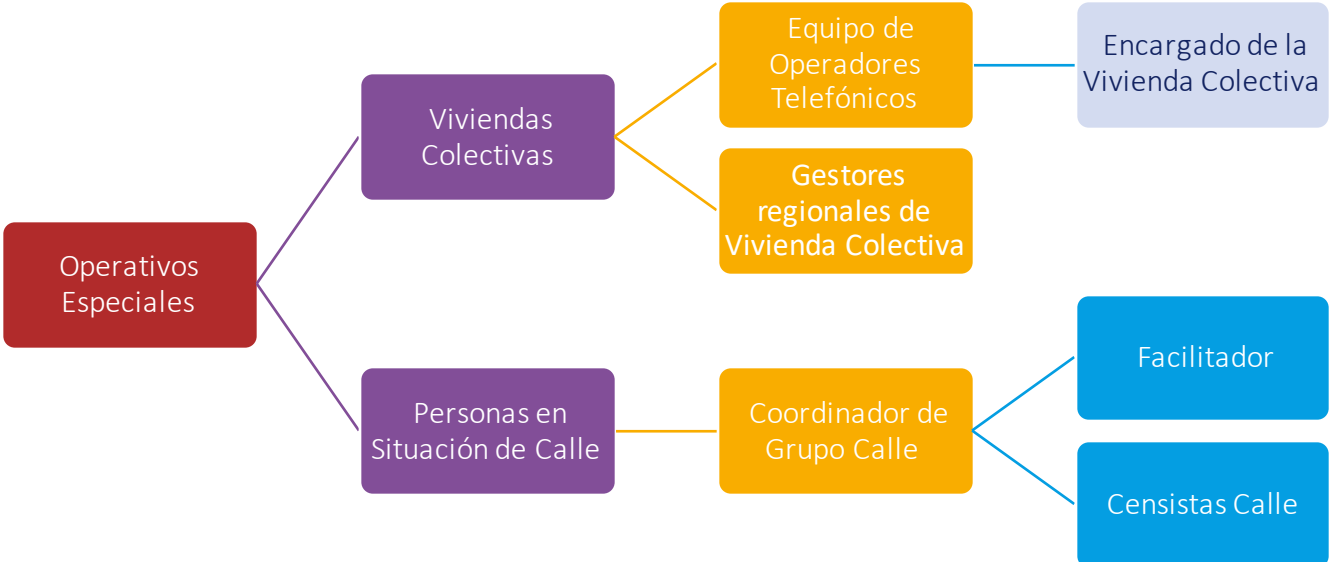 Equipo de
Operadores
Telefónicos
Encargado de la
Vivienda Colectiva
Viviendas
Colectivas
Gestores
regionales de
Vivienda Colectiva
Operativos
Especiales
Facilitador
Personas en
Situación de Calle
Coordinador de
Grupo Calle
Censistas Calle